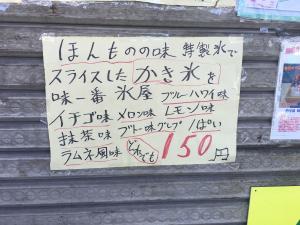 ほんものの味 特製氷で
スライスした かき氷を
味一番 氷屋 ブルーハワイ味
イチゴ味 メロン味 レモン味
抹茶味 ブドー味グレプ 1ぱい
ラムネ風味 どれでも 150円